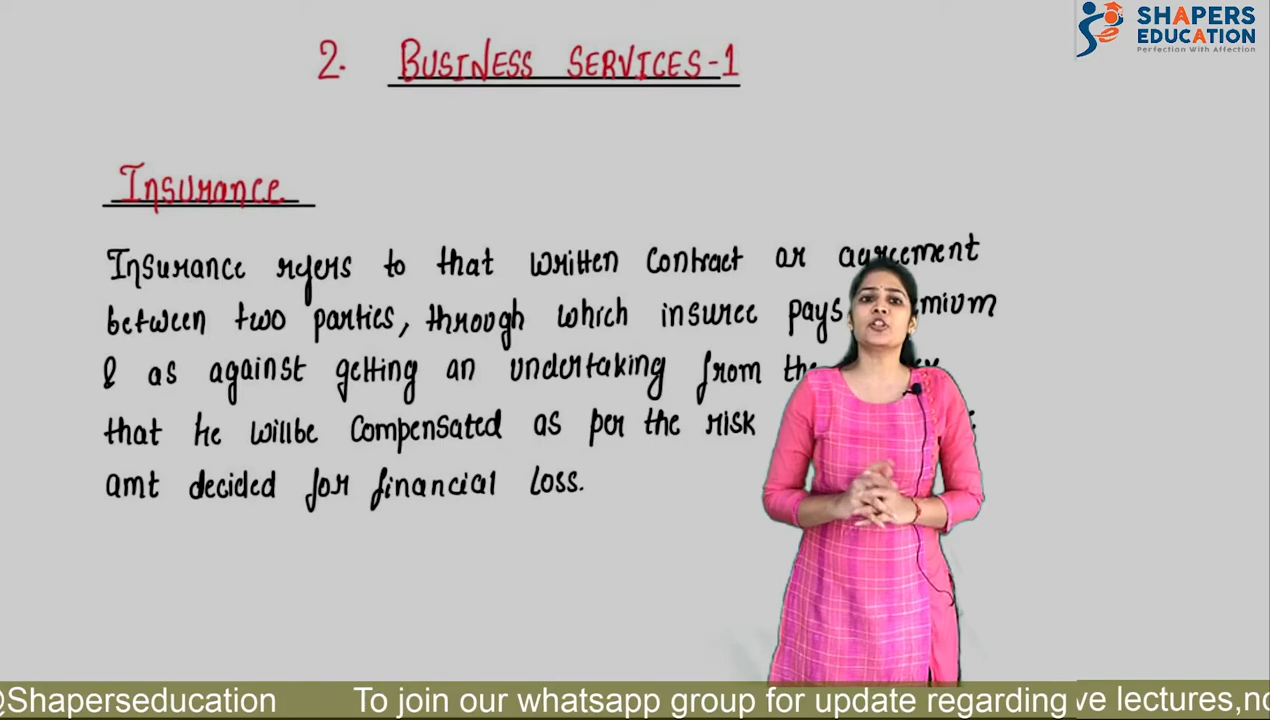 SHAPERS
EDUCATION
Perfection With Affection
2. BUSINESS SERVICES-1
Insurance
Insurance refers to that written contract or agreement
between two parties, through which insuree pays mium
& as against getting an undertaking from the
that he willbe compensated as per the risk
amt decided for financial loss.
@Shaperseducation To join our whatsapp group for update regarding ve lectures,no